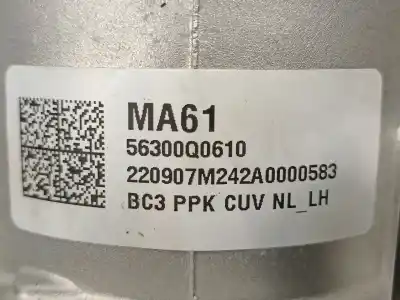 MA61
56300Q0610
220907M242A0000583
BC3 PPK CUV NL_LH